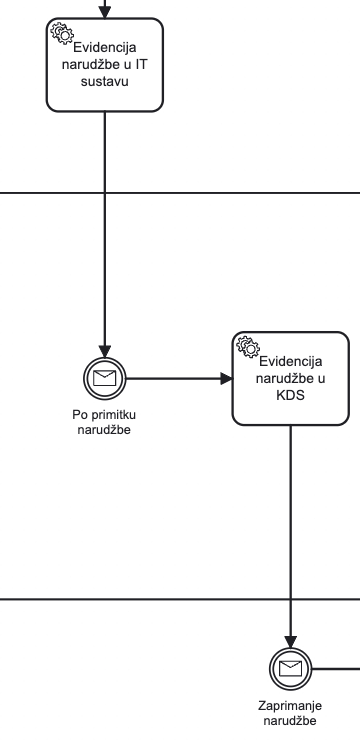 Evidencija
narudžbe u IT
sustavu
Evidencija
narudžbe u
KDS
Po primitku
narudžbe
Zaprimanje
narudžbe